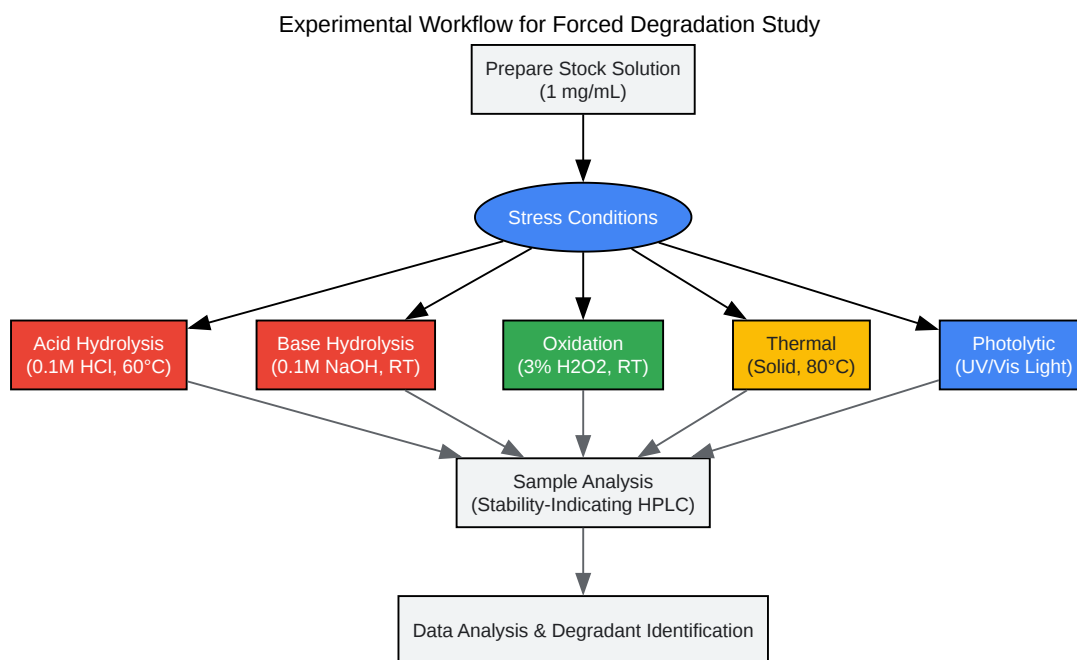 Experimental Workflow for Forced Degradation Study
Prepare Stock Solution
(1 mg/mL)
Stress Conditions
Acid Hydrolysis
(0.1M HCl, 60°C)
Base Hydrolysis
(0.1M NaOH, RT)
Oxidation
(3% H2O2, RT)
Thermal
(Solid, 80°C)
Photolytic
(UV/Vis Light)
Sample Analysis
(Stability-Indicating HPLC)
Data Analysis & Degradant Identification